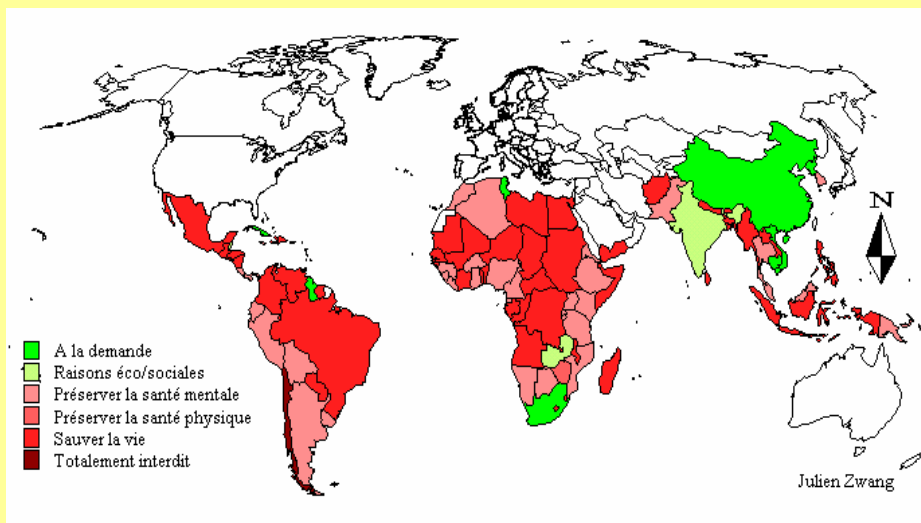 N
A la demande
Raisons éco/sociales
Préserver la santé mentale
Préserver la santé physique
Sauver la vie
Totalement interdit
Julien Zwang